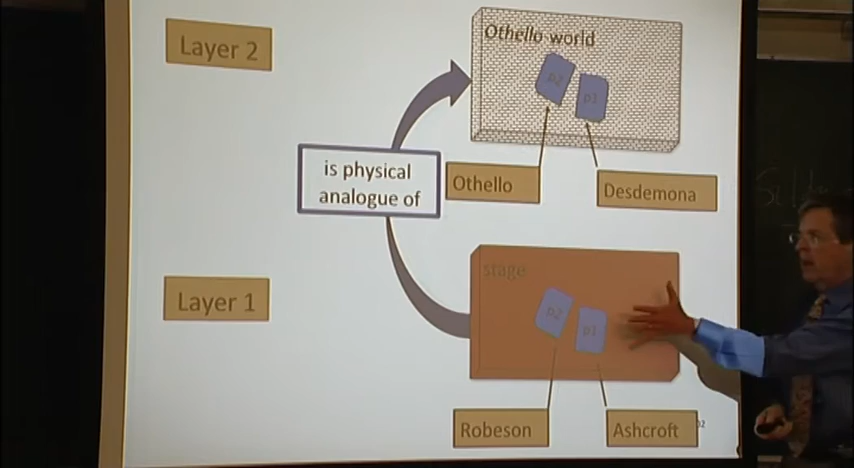 Layer 2
Othello world
p2
p1
is physical
analogue of
Othello
Desdemona
stage
Layer 1
p2
p1
Robeson
Ashcroft